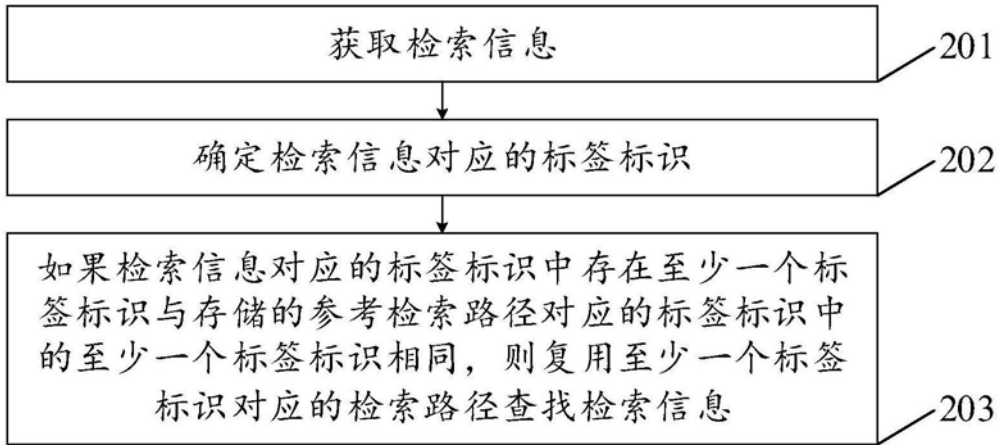 获取检索信息
201
确定检索信息对应的标签标识
202
如果检索信息对应的标签标识中存在至少一个标
签标识与存储的参考检索路径对应的标签标识中
的至少一个标签标识相同，则复用至少一个标签
标识对应的检索路径查找检索信息
203